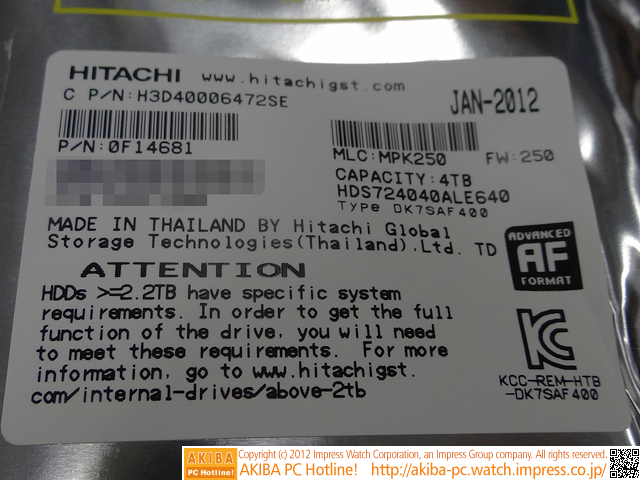 HITACHI www.hitachigst.com
C P/N:H3D40006472SE
JAN-2012
P/N:0F14681
MLC:MPK250 FW:250
CAPACITY:4TB
HDS724040ALE640
Type DK7SAF400
MADE IN THAILAND BY Hitachi Global
Storage Technologies(Thailand).Ltd. TD
ADVANCED
AF
FORMAT
ATTENTION
HDDs >=2.2TB have specific system
requirements. In order to get the full
function of the drive, you will need
to meet these requirements. For more
information, go to www.hitachigst.
com/internal-drives/above-2tb
KC
KCC-REM-HTB
-DK7SAF400
AKIBA
PC Hotline!
Copyright (c) 2012 Impress Watch Corporation, an Impress Group company. All rights reserved.
AKIBA PC Hotline! http://akiba-pc.watch.impress.co.jp/